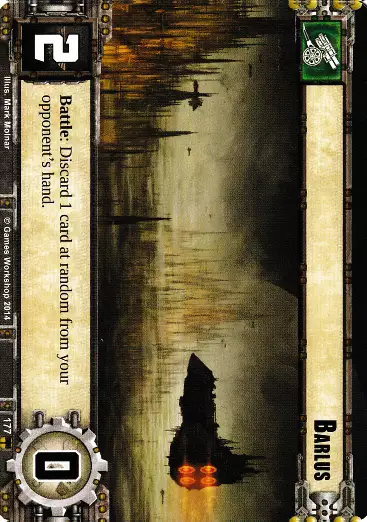 BARLUS
2
Battle: Discard 1 card at random from your
opponent's hand.
0
Illus. Mark Molnar
© Games Workshop 2014
177